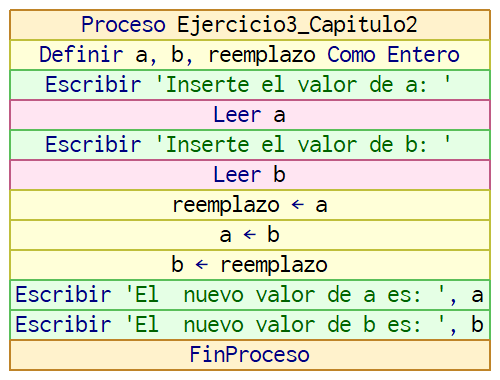 Proceso Ejercicio3_Capitulo2
Definir a, b, reemplazo Como Entero
Escribir 'Inserte el valor de a: '
Leer a
Escribir 'Inserte el valor de b: '
Leer b
reemplazo ← a
a ← b
b ← reemplazo
Escribir 'El  nuevo valor de a es: ', a
Escribir 'El  nuevo valor de b es: ', b
FinProceso